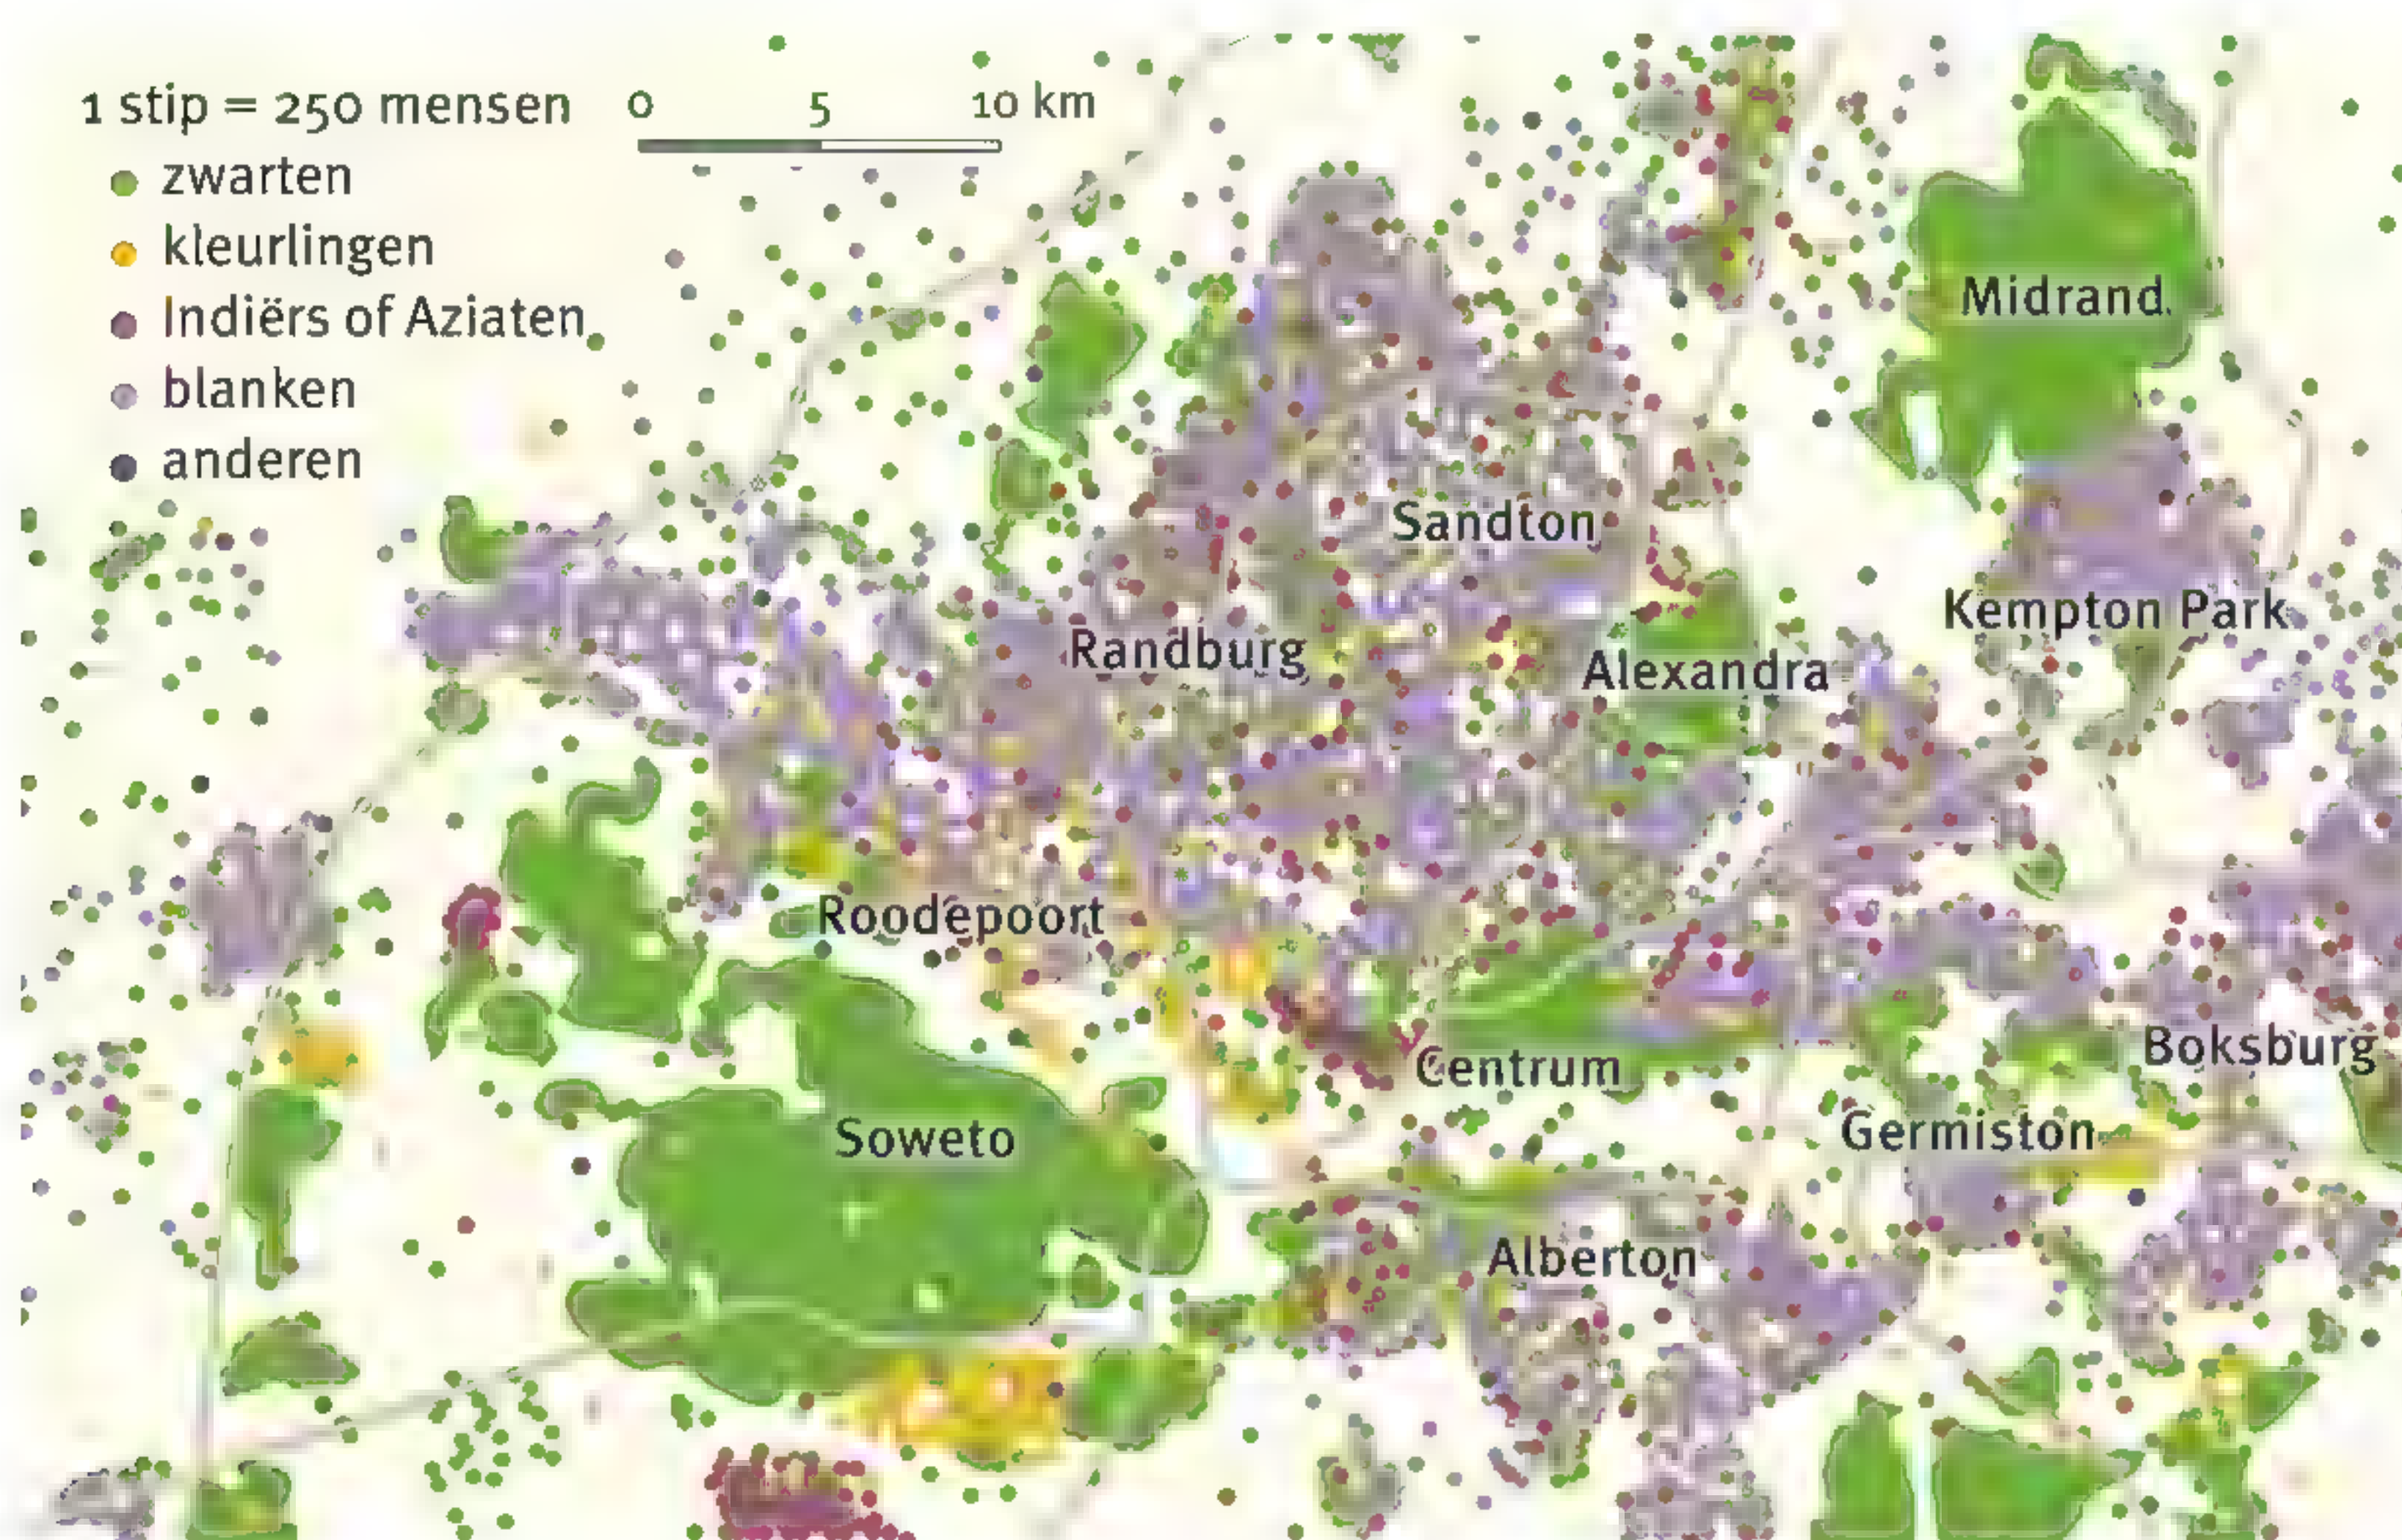 1 stip = 250 mensen
0 5 10 km
zwarten
kleurlingen
Indiërs of Aziaten
blanken
anderen
Midrand
Sandton
Kempton Park
Randburg
Alexandra
Roodepoort
Centrum
Boksburg
Soweto
Germiston
Alberton